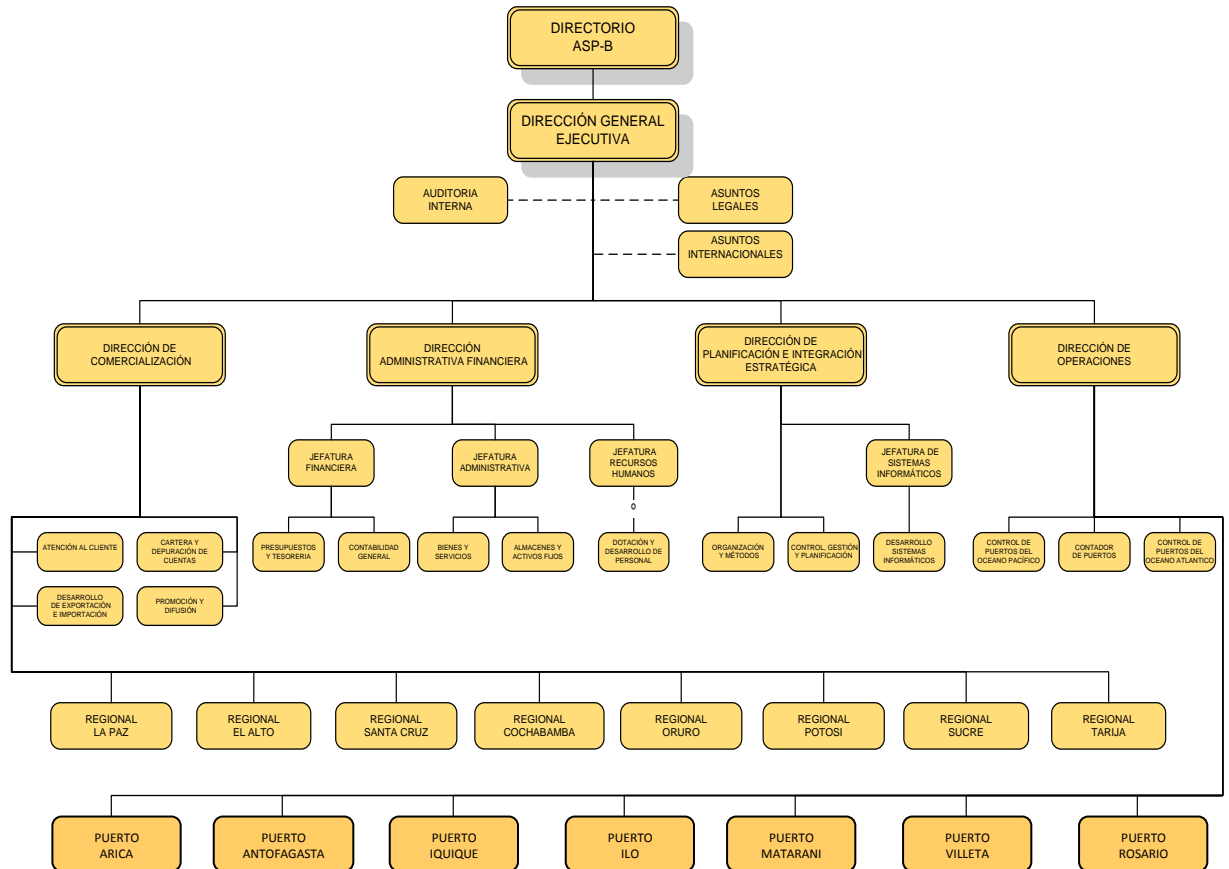 DIRECTORIO
ASP-B
DIRECCIÓN GENERAL
EJECUTIVA
AUDITORIA
INTERNA
ASUNTOS
LEGALES
ASUNTOS
INTERNACIONALES
DIRECCIÓN DE
COMERCIALIZACIÓN
DIRECCIÓN
ADMINISTRATIVA FINANCIERA
DIRECCIÓN DE
PLANIFICACIÓN E INTEGRACIÓN
ESTRATÉGICA
DIRECCIÓN DE
OPERACIONES
JEFATURA
FINANCIERA
JEFATURA
ADMINISTRATIVA
JEFATURA
RECURSOS
HUMANOS
JEFATURA DE
SISTEMAS
INFORMÁTICOS
0
ATENCIÓN AL CLIENTE
CARTERA Y
DEPURACIÓN DE
CUENTAS
PRESUPUESTOS
Y TESORERIA
CONTABILIDAD
GENERAL
BIENES Y
SERVICIOS
ALMACENES Y
ACTIVOS FIJOS
DOTACIÓN Y
DESARROLLO DE
PERSONAL
ORGANIZACIÓN
Y MÉTODOS
CONTROL, GESTIÓN
Y PLANIFICACIÓN
DESARROLLO
SISTEMAS
INFORMÁTICOS
CONTROL DE
PUERTOS DEL
OCEANO PACÍFICO
CONTADOR
DE PUERTOS
CONTROL DE
PUERTOS DEL
OCEANO ATLANTICO
DESARROLLO
DE EXPORTACIÓN
E IMPORTACIÓN
PROMOCIÓN Y
DIFUSIÓN
REGIONAL
LA PAZ
REGIONAL
EL ALTO
REGIONAL
SANTA CRUZ
REGIONAL
COCHABAMBA
REGIONAL
ORURO
REGIONAL
POTOSI
REGIONAL
SUCRE
REGIONAL
TARIJA
PUERTO
ARICA
PUERTO
ANTOFAGASTA
PUERTO
IQUIQUE
PUERTO
ILO
PUERTO
MATARANI
PUERTO
VILLETA
PUERTO
ROSARIO